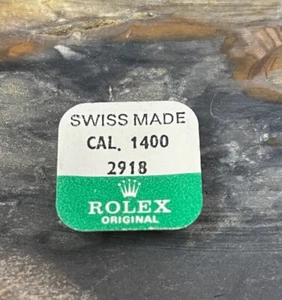 SWISS MADE
CAL. 1400
2918
ROLEX
ORIGINAL